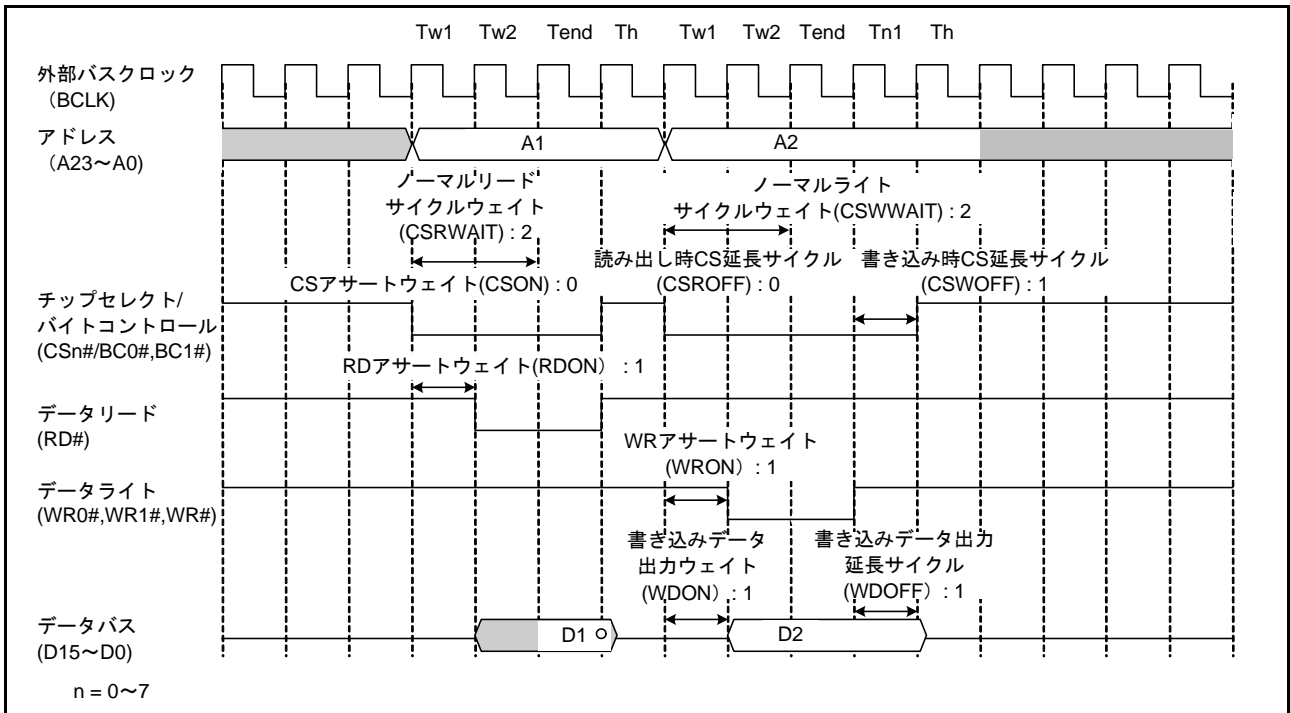 Tw1 Tw2 Tend Th Tw1 Tw2 Tend Tn1 Th
外部バスクロック
(BCLK)
アドレス
(A23～A0)
A1
A2
ノーマルリード
サイクルウェイト
(CSRWAIT) : 2
ノーマルライト
サイクルウェイト(CSWWAIT) : 2
CSアサートウェイト(CSON) : 0
読み出し時CS延長サイクル
(CSROFF) : 0
書き込み時CS延長サイクル
(CSWOFF) : 1
チップセレクト/
バイトコントロール
(CSn#/BC0#,BC1#)
RDアサートウェイト(RDON) : 1
データリード
(RD#)
WRアサートウェイト
(WRON) : 1
データライト
(WR0#,WR1#,WR#)
書き込みデータ
出力ウェイト
(WDON) : 1
書き込みデータ出力
延長サイクル
(WDOFF) : 1
データバス
(D15～D0)
D1
D2
n = 0～7